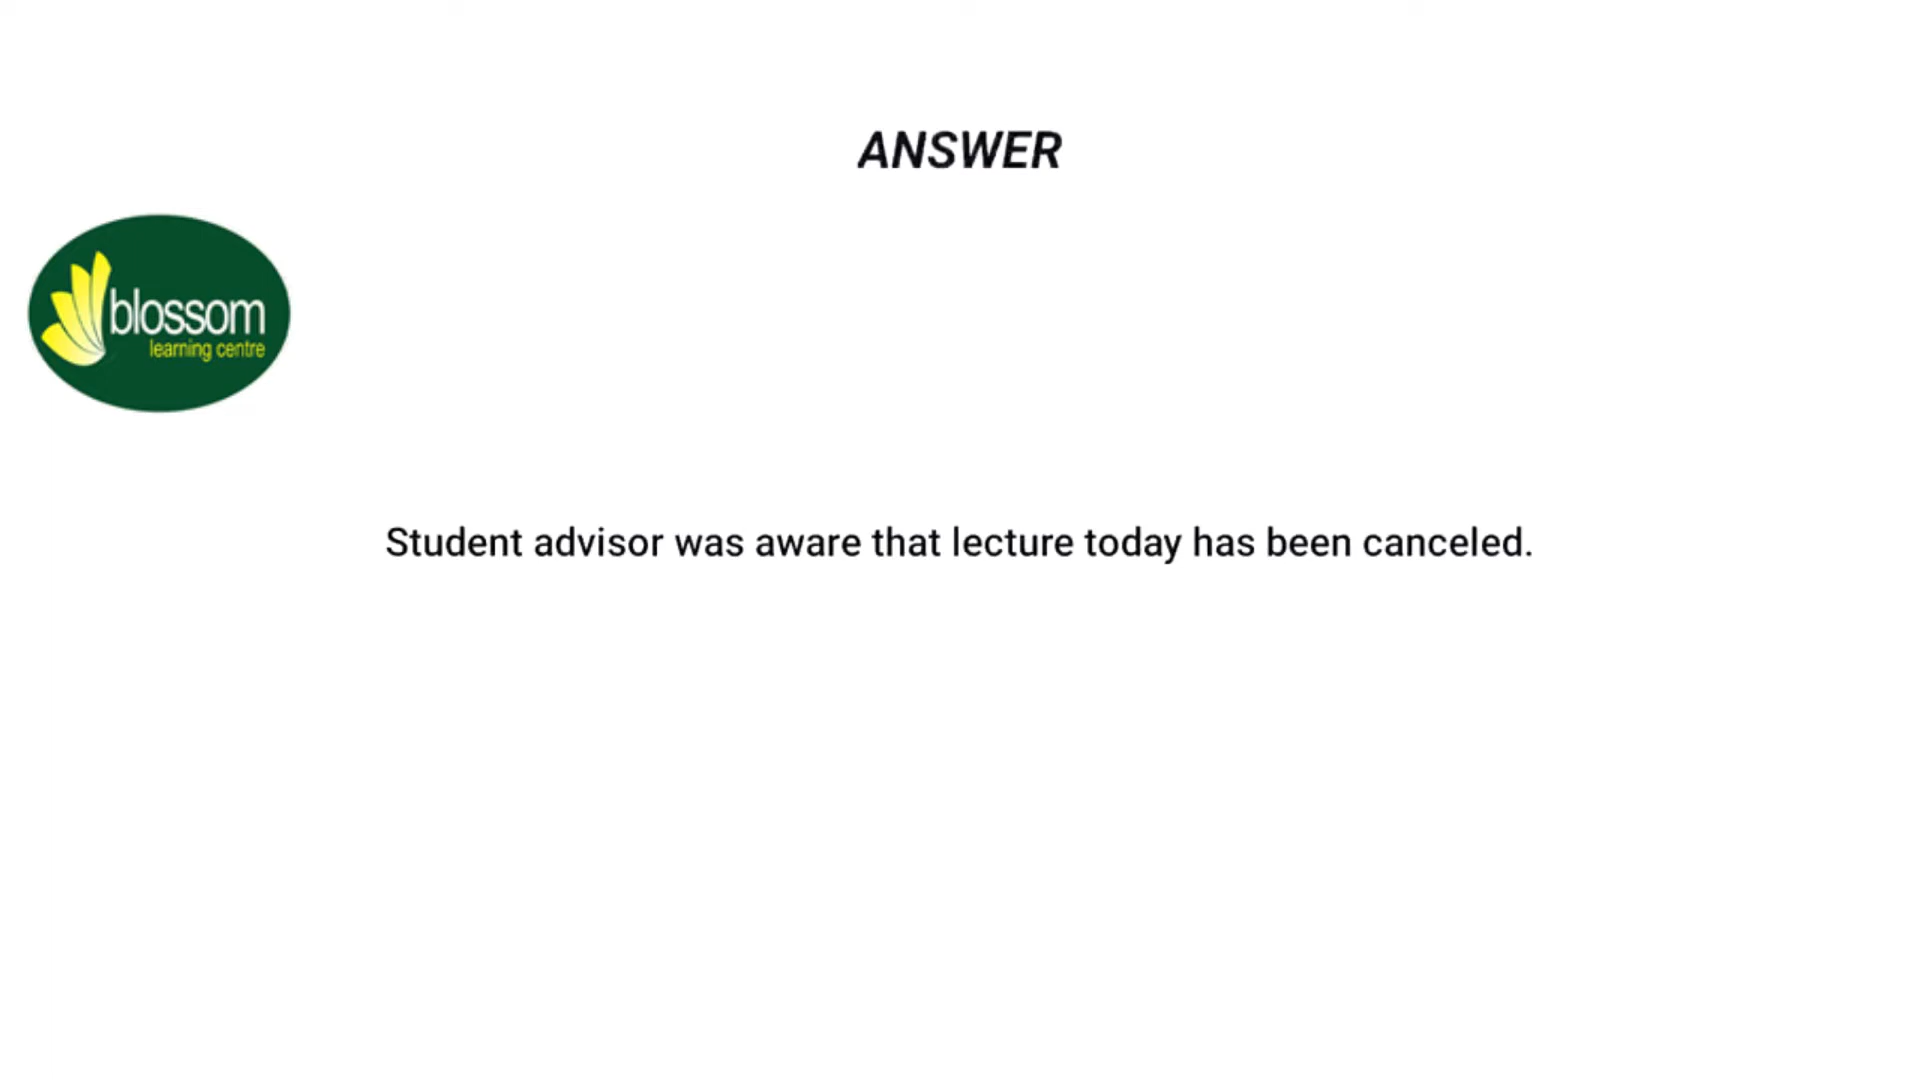 ANSWER
blossom
learning centre
Student advisor was aware that lecture today has been canceled.